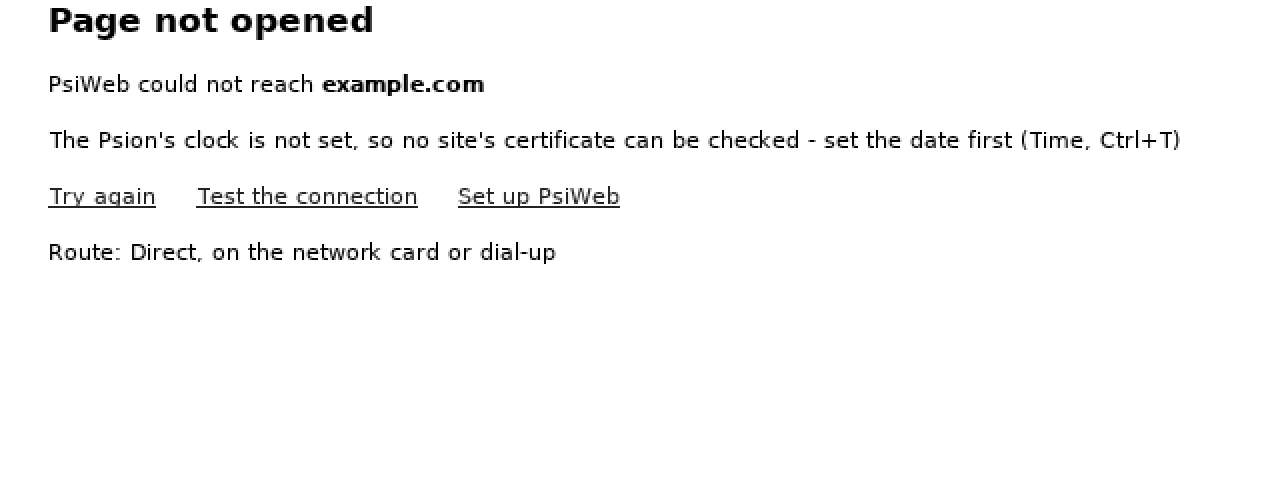 Page not opened
PsiWeb could not reach example.com
The Psion's clock is not set, so no site's certificate can be checked - set the date first (Time, Ctrl+T)
Try again Test the connection Set up PsiWeb
Route: Direct, on the network card or dial-up